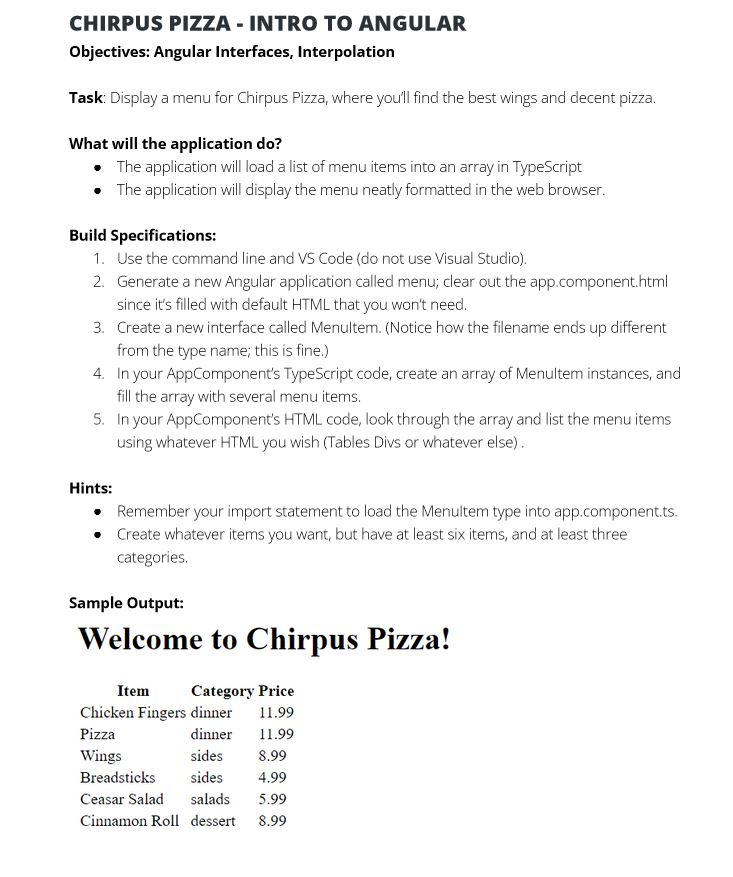 CHIRPUS PIZZA - INTRO TO ANGULAR
Objectives: Angular Interfaces, Interpolation
Task: Display a menu for Chirpus Pizza, where you'll find the best wings and decent pizza.
What will the application do?
● The application will load a list of menu items into an array in TypeScript
● The application will display the menu neatly formatted in the web browser.
Build Specifications:
1. Use the command line and VS Code (do not use Visual Studio).
2. Generate a new Angular application called menu; clear out the app.component.html
since it's filled with default HTML that you won't need.
3. Create a new interface called MenuItem. (Notice how the filename ends up different
from the type name; this is fine.)
4. In your AppComponent's TypeScript code, create an array of MenuItem instances, and
fill the array with several menu items.
5. In your AppComponent's HTML code, look through the array and list the menu items
using whatever HTML you wish (Tables Divs or whatever else) .
Hints:
● Remember your import statement to load the MenuItem type into app.component.ts.
● Create whatever items you want, but have at least six items, and at least three
categories.
Sample Output:
Welcome to Chirpus Pizza!
Item Category Price
Chicken Fingers dinner 11.99
Pizza dinner 11.99
Wings sides 8.99
Breadsticks sides 4.99
Ceasar Salad salads 5.99
Cinnamon Roll dessert 8.99